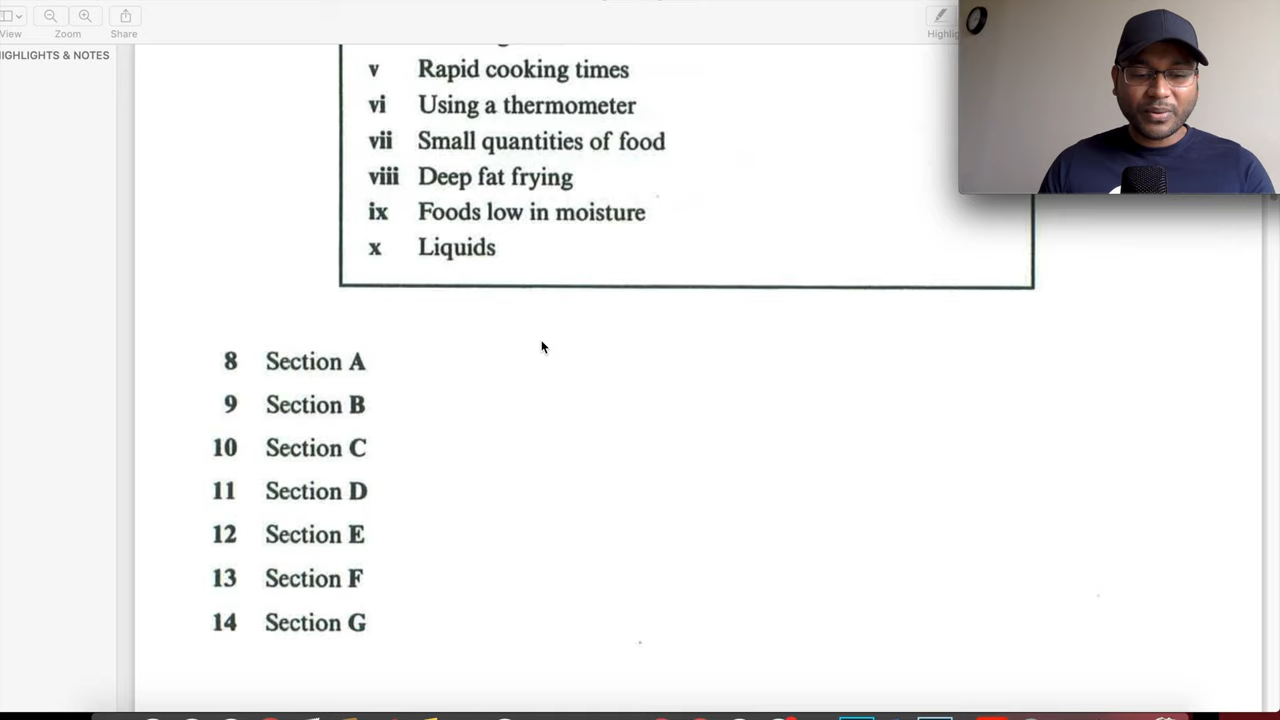 View
Zoom
Share
HIGHLIGHTS & NOTES
v Rapid cooking times
vi Using a thermometer
vii Small quantities of food
viii Deep fat frying
ix Foods low in moisture
x Liquids
8 Section A
9 Section B
10 Section C
11 Section D
12 Section E
13 Section F
14 Section G